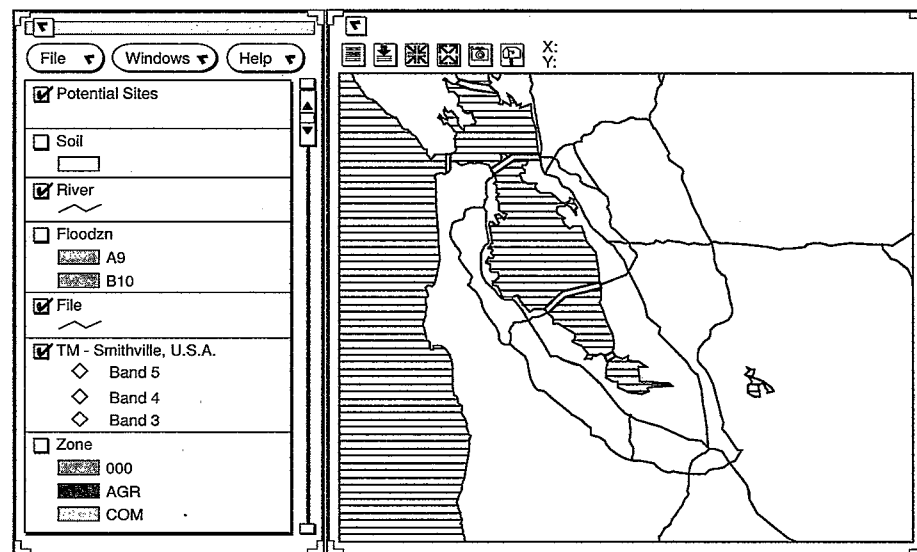 File
Windows
Help
Potential Sites
Soil
River
Floodzn
A9
B10
File
TM - Smithville, U.S.A.
Band 5
Band 4
Band 3
Zone
000
AGR
COM
X:
Y: